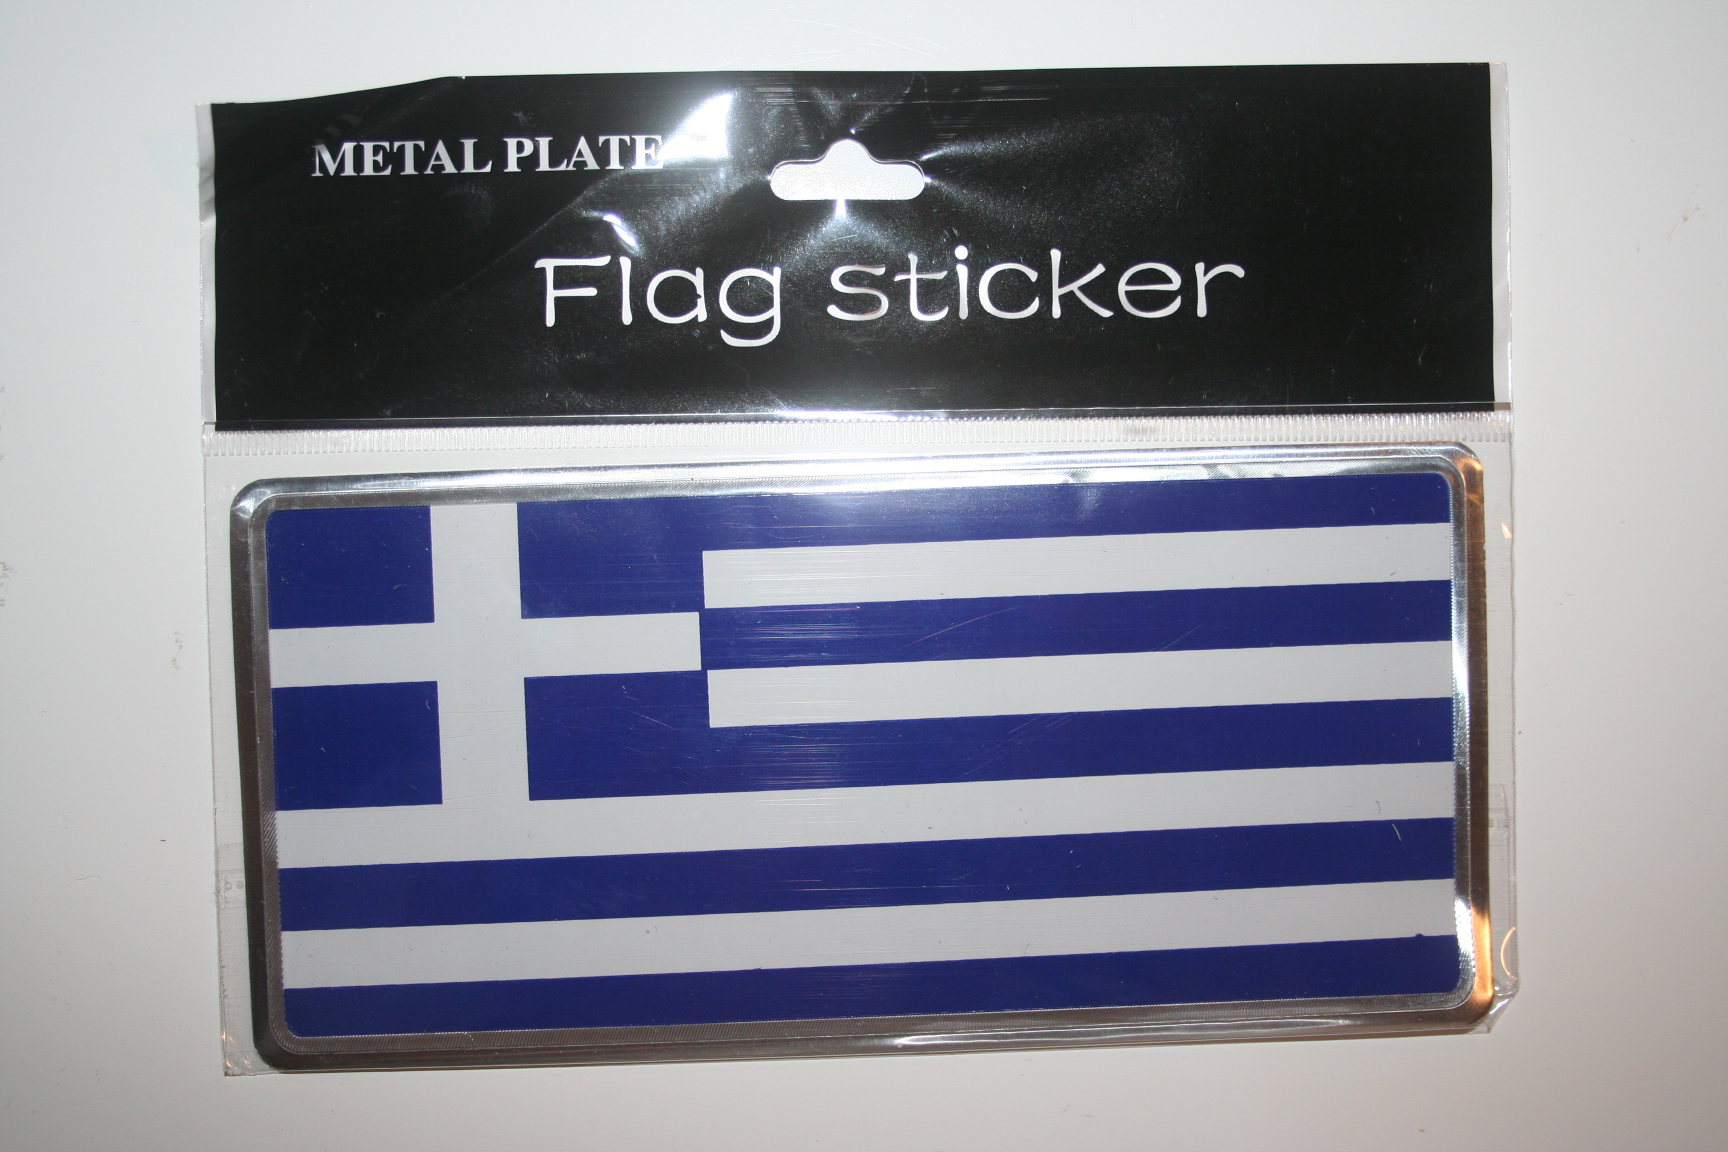 METAL PLATE
Flag sticker